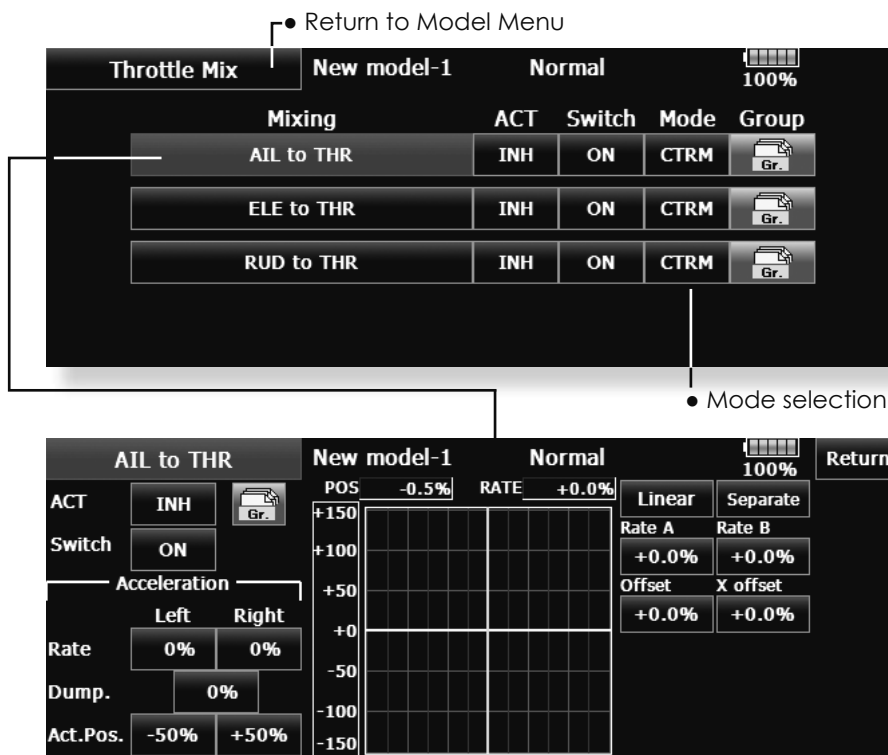 ● Return to Model Menu
Throttle Mix New model-1 Normal 100%
Mixing ACT Switch Mode Group
AIL to THR INH ON CTRM Gr.
ELE to THR INH ON CTRM Gr.
RUD to THR INH ON CTRM Gr.
● Mode selection
AIL to THR New model-1 Normal 100% Return
ACT INH Gr.
POS -0.5% RATE +0.0%
Linear Separate
Switch ON
Rate A Rate B
+0.0% +0.0%
Offset X offset
+0.0% +0.0%
Acceleration
Left Right
Rate 0% 0%
Dump. 0%
Act.Pos. -50% +50%
+150
+100
+50
+0
-50
-100
-150